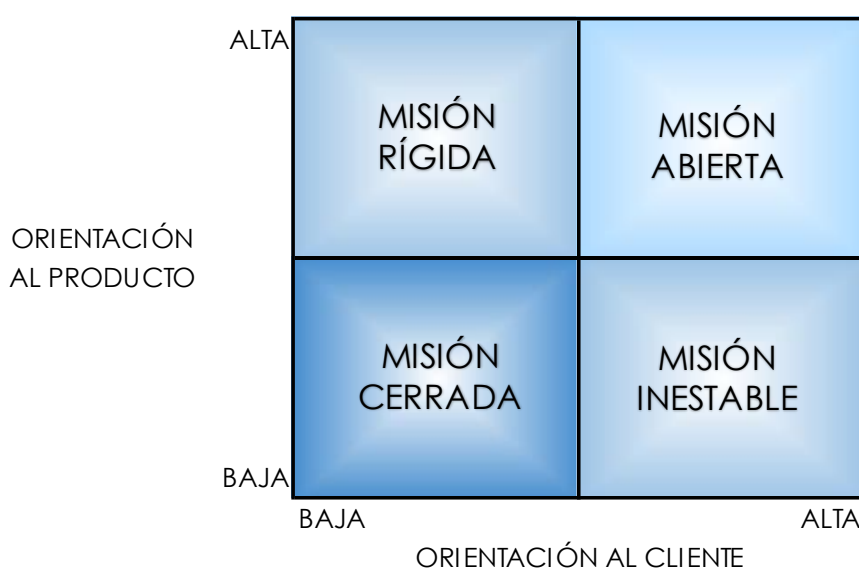 ALTA
MISIÓN
RÍGIDA
MISIÓN
ABIERTA
ORIENTACIÓN
AL PRODUCTO
MISIÓN
CERRADA
MISIÓN
INESTABLE
BAJA
BAJA
ALTA
ORIENTACIÓN AL CLIENTE